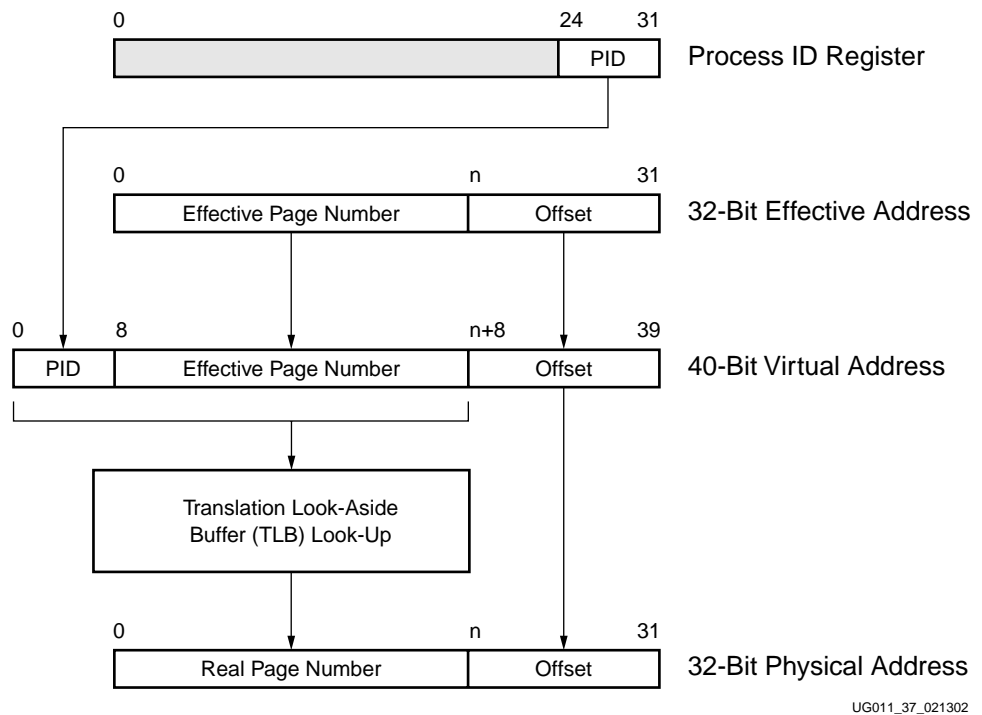 0 24 31
PID Process ID Register
0 n 31
Effective Page Number Offset 32-Bit Effective Address
0 8 n+8 39
PID Effective Page Number Offset 40-Bit Virtual Address
Translation Look-Aside
Buffer (TLB) Look-Up
0 n 31
Real Page Number Offset 32-Bit Physical Address
UG011_37_021302